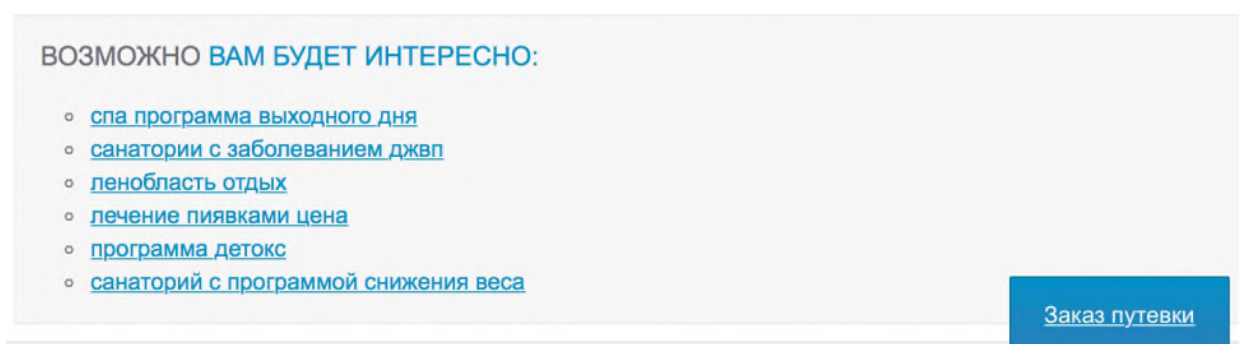 ВОЗМОЖНО ВАМ БУДЕТ ИНТЕРЕСНО:
спа программа выходного дня
санатории с заболеванием джвп
ленобласть отдых
лечение пиявками цена
программа детокс
санаторий с программой снижения веса
Заказ путевки